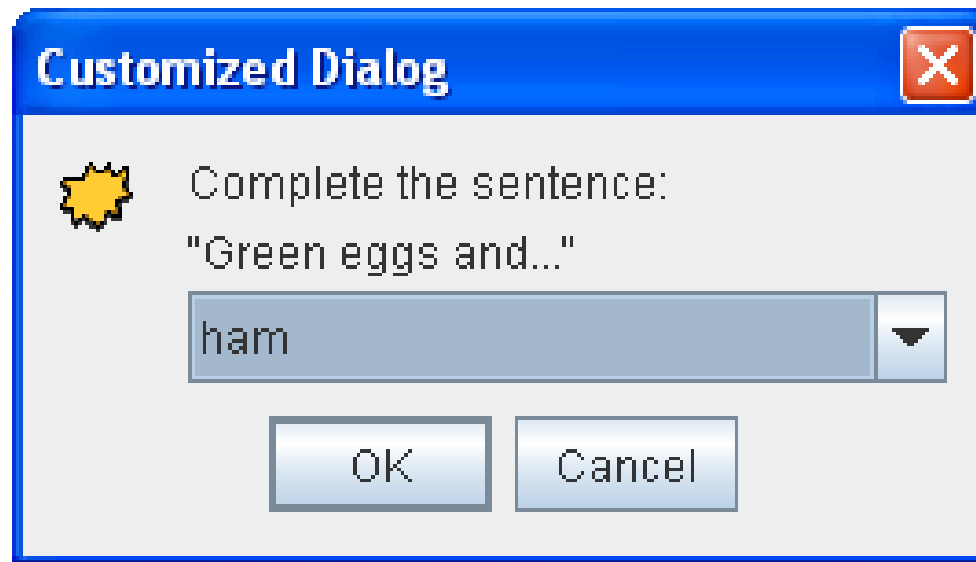 Customized Dialog
Complete the sentence:
"Green eggs and..."
ham
OK Cancel